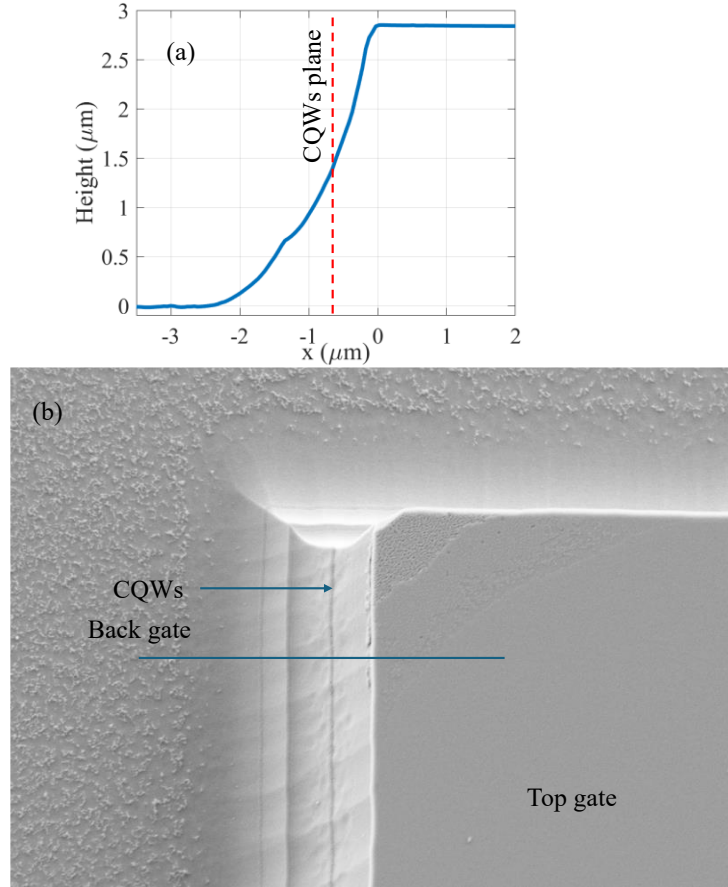 (a)
CQWs plane
Height (μm)
3
2.5
2
1.5
1
0.5
0
-3 -2 -1 0 1 2
x (μm)
(b)
CQWs
Back gate
Top gate